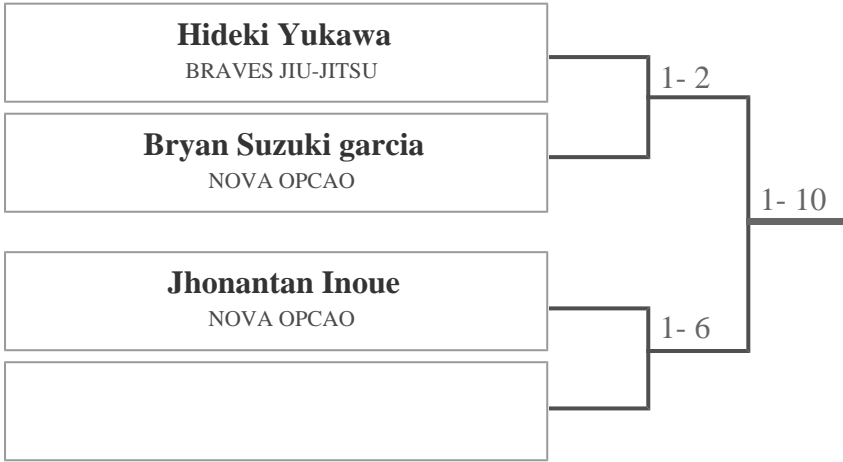 Hideki Yukawa
BRAVES JIU-JITSU
1- 2
Bryan Suzuki garcia
NOVA OPCAO
1- 10
Jhonantan Inoue
NOVA OPCAO
1- 6